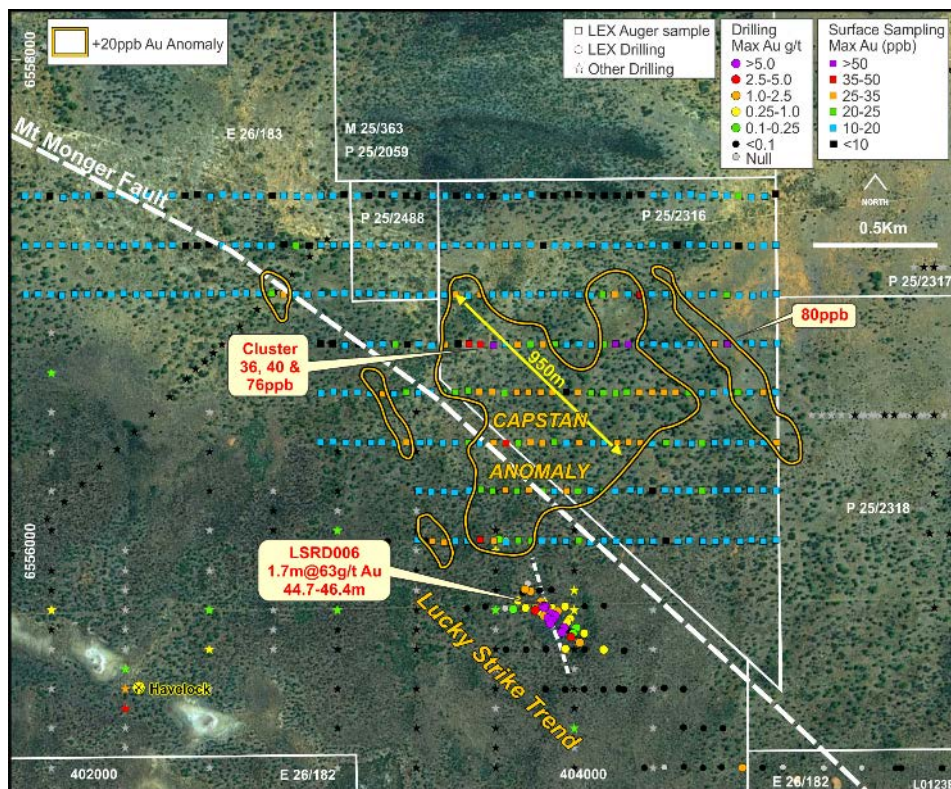 +20ppb Au Anomaly
LEX Auger sample
LEX Drilling
Other Drilling
Drilling
Max Au g/t
>5.0
2.5-5.0
1.0-2.5
0.25-1.0
0.1-0.25
<0.1
Null
Surface Sampling
Max Au (ppb)
>50
35-50
25-35
20-25
10-20
<10
6558000
E 26/183
M 25/363
P 25/2059
Mt Monger Fault
P 25/2488
P 25/2316
NORTH
0.5Km
P 25/2317
80ppb
Cluster
36, 40 &
76ppb
950m
CAPSTAN
ANOMALY
P 25/2318
6556000
LSRD006
1.7m@63g/t Au
44.7-46.4m
Lucky Strike Trend
Havelock
402000
E 26/182
404000
E 26/182